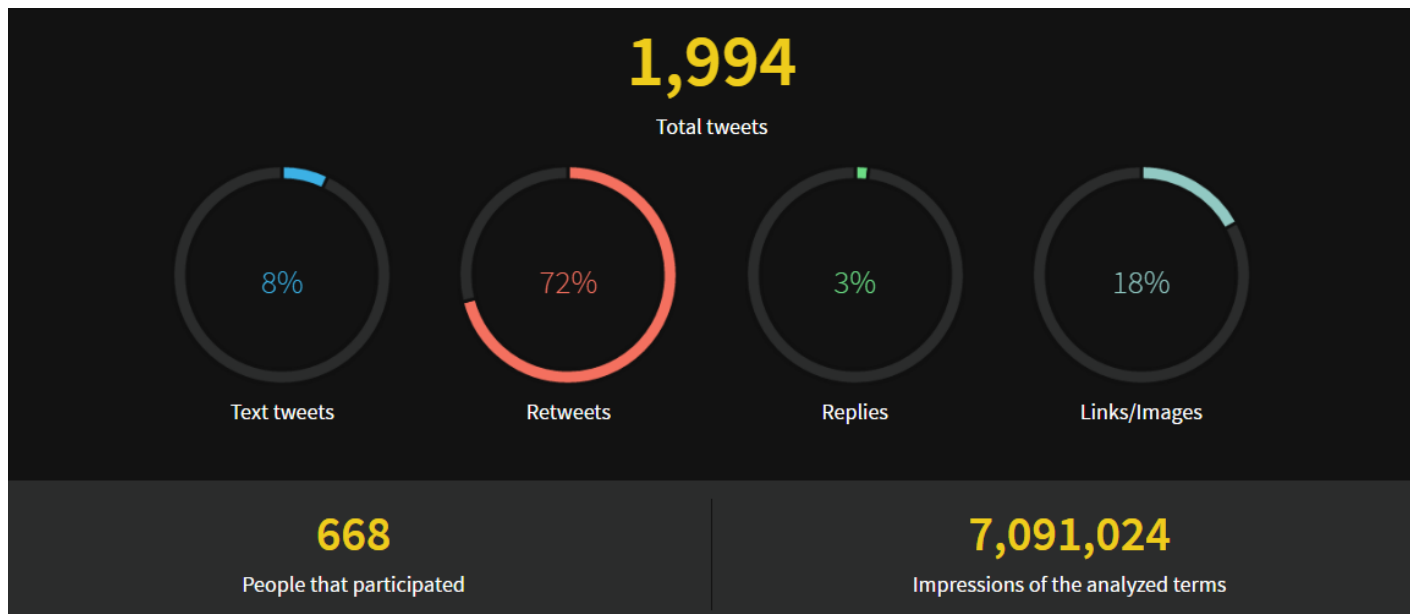 1,994
Total tweets
8% 72% 3% 18%
Text tweets Retweets Replies Links/Images
668 7,091,024
People that participated Impressions of the analyzed terms